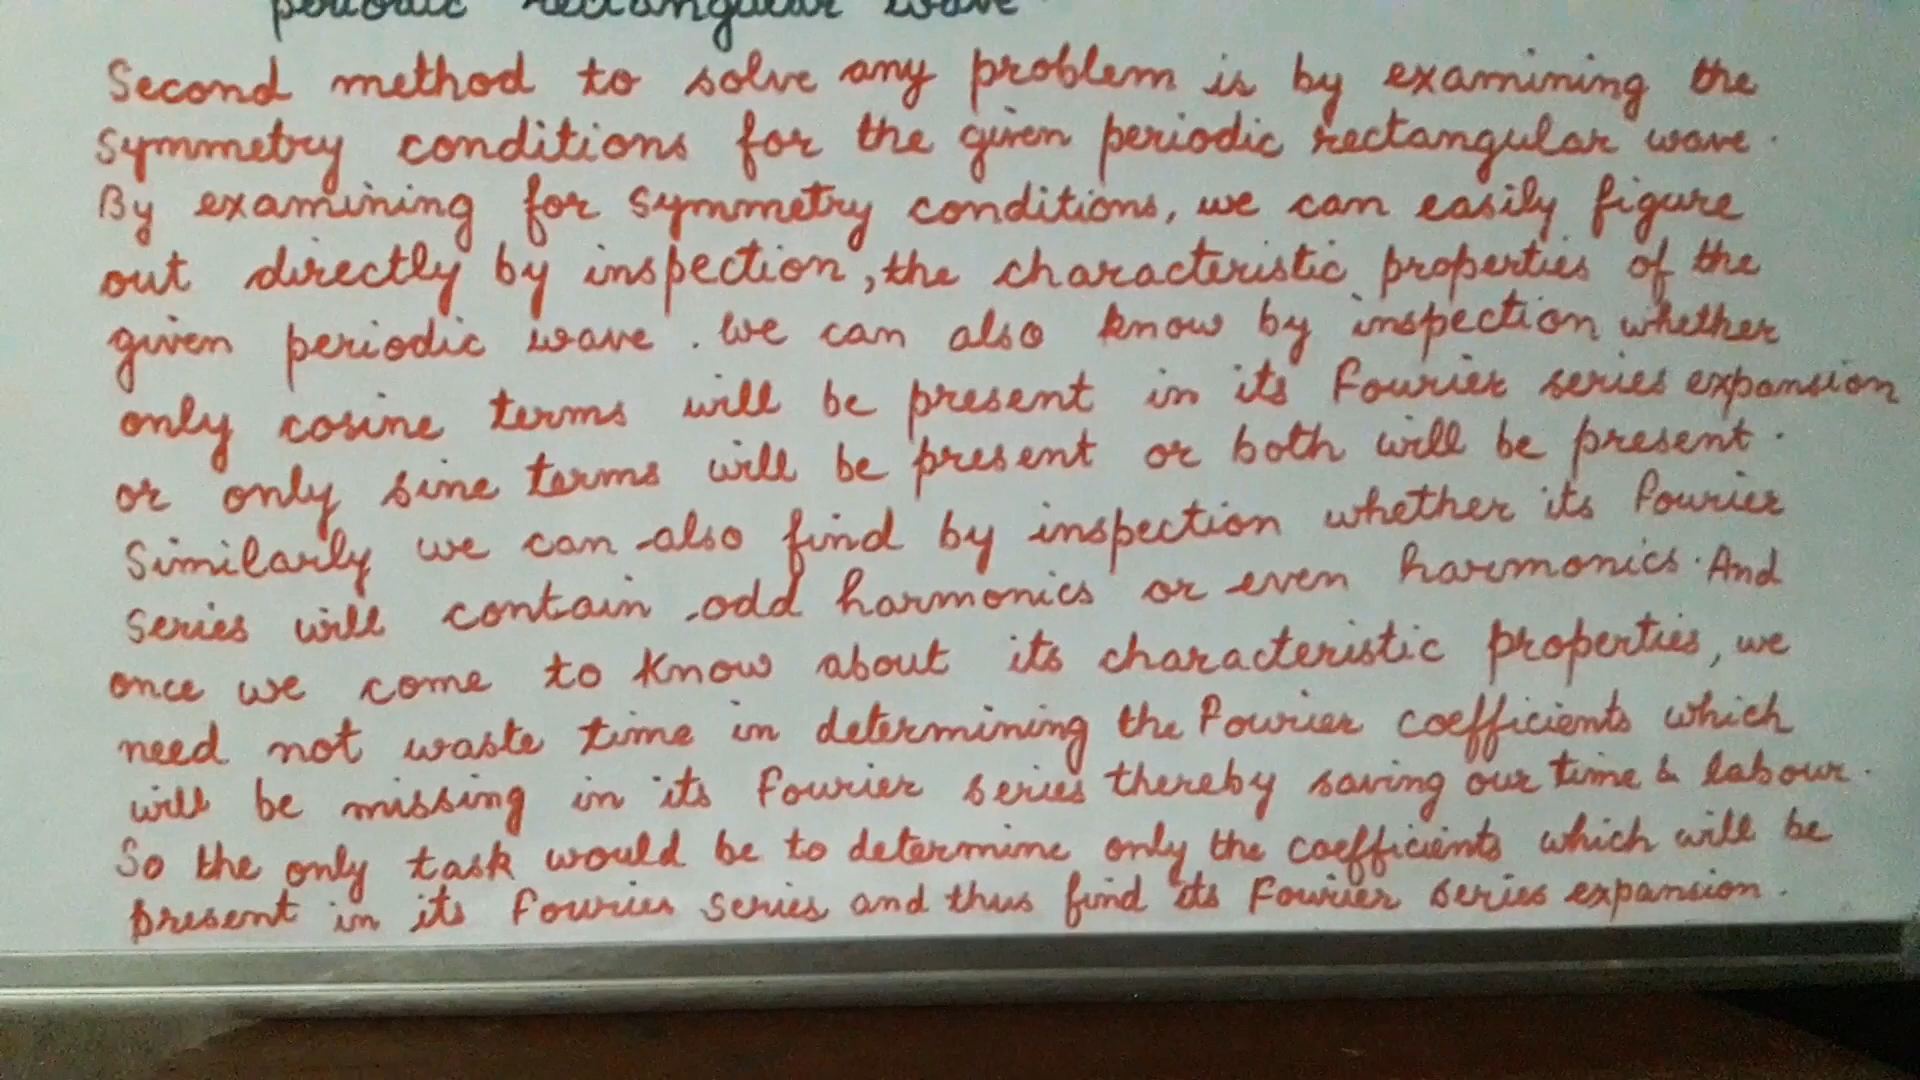 periodic rectangular wave
Second method to solve any problem is by examining the
symmetry conditions for the given periodic rectangular wave.
By examining for symmetry conditions, we can easily figure
out directly by inspection, the characteristic properties of the
given periodic wave. We can also know by inspection whether
only cosine terms will be present in its Fourier series expansion
or only sine terms will be present or both will be present.
Similarly we can also find by inspection whether its Fourier
series will contain odd harmonics or even harmonics. And
once we come to know about its characteristic properties, we
need not waste time in determining the Fourier coefficients which
will be missing in its Fourier series thereby saving our time & labour.
So the only task would be to determine only the coefficients which will be
present in its Fourier series and thus find its Fourier series expansion.